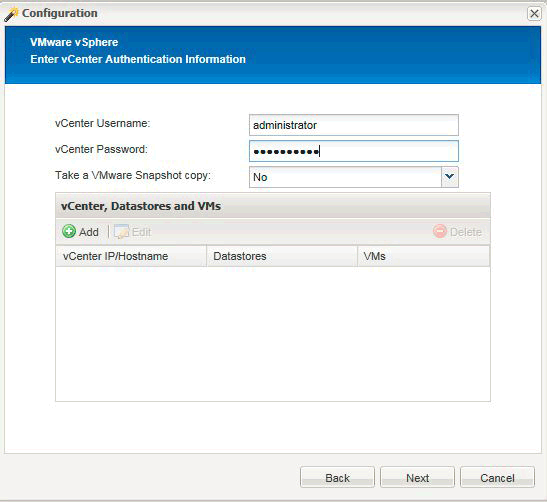 Configuration
VMware vSphere
Enter vCenter Authentication Information
vCenter Username: administrator
vCenter Password: ••••••••••
Take a VMware Snapshot copy: No
vCenter, Datastores and VMs
Add Edit Delete
vCenter IP/Hostname Datastores VMs
Back Next Cancel